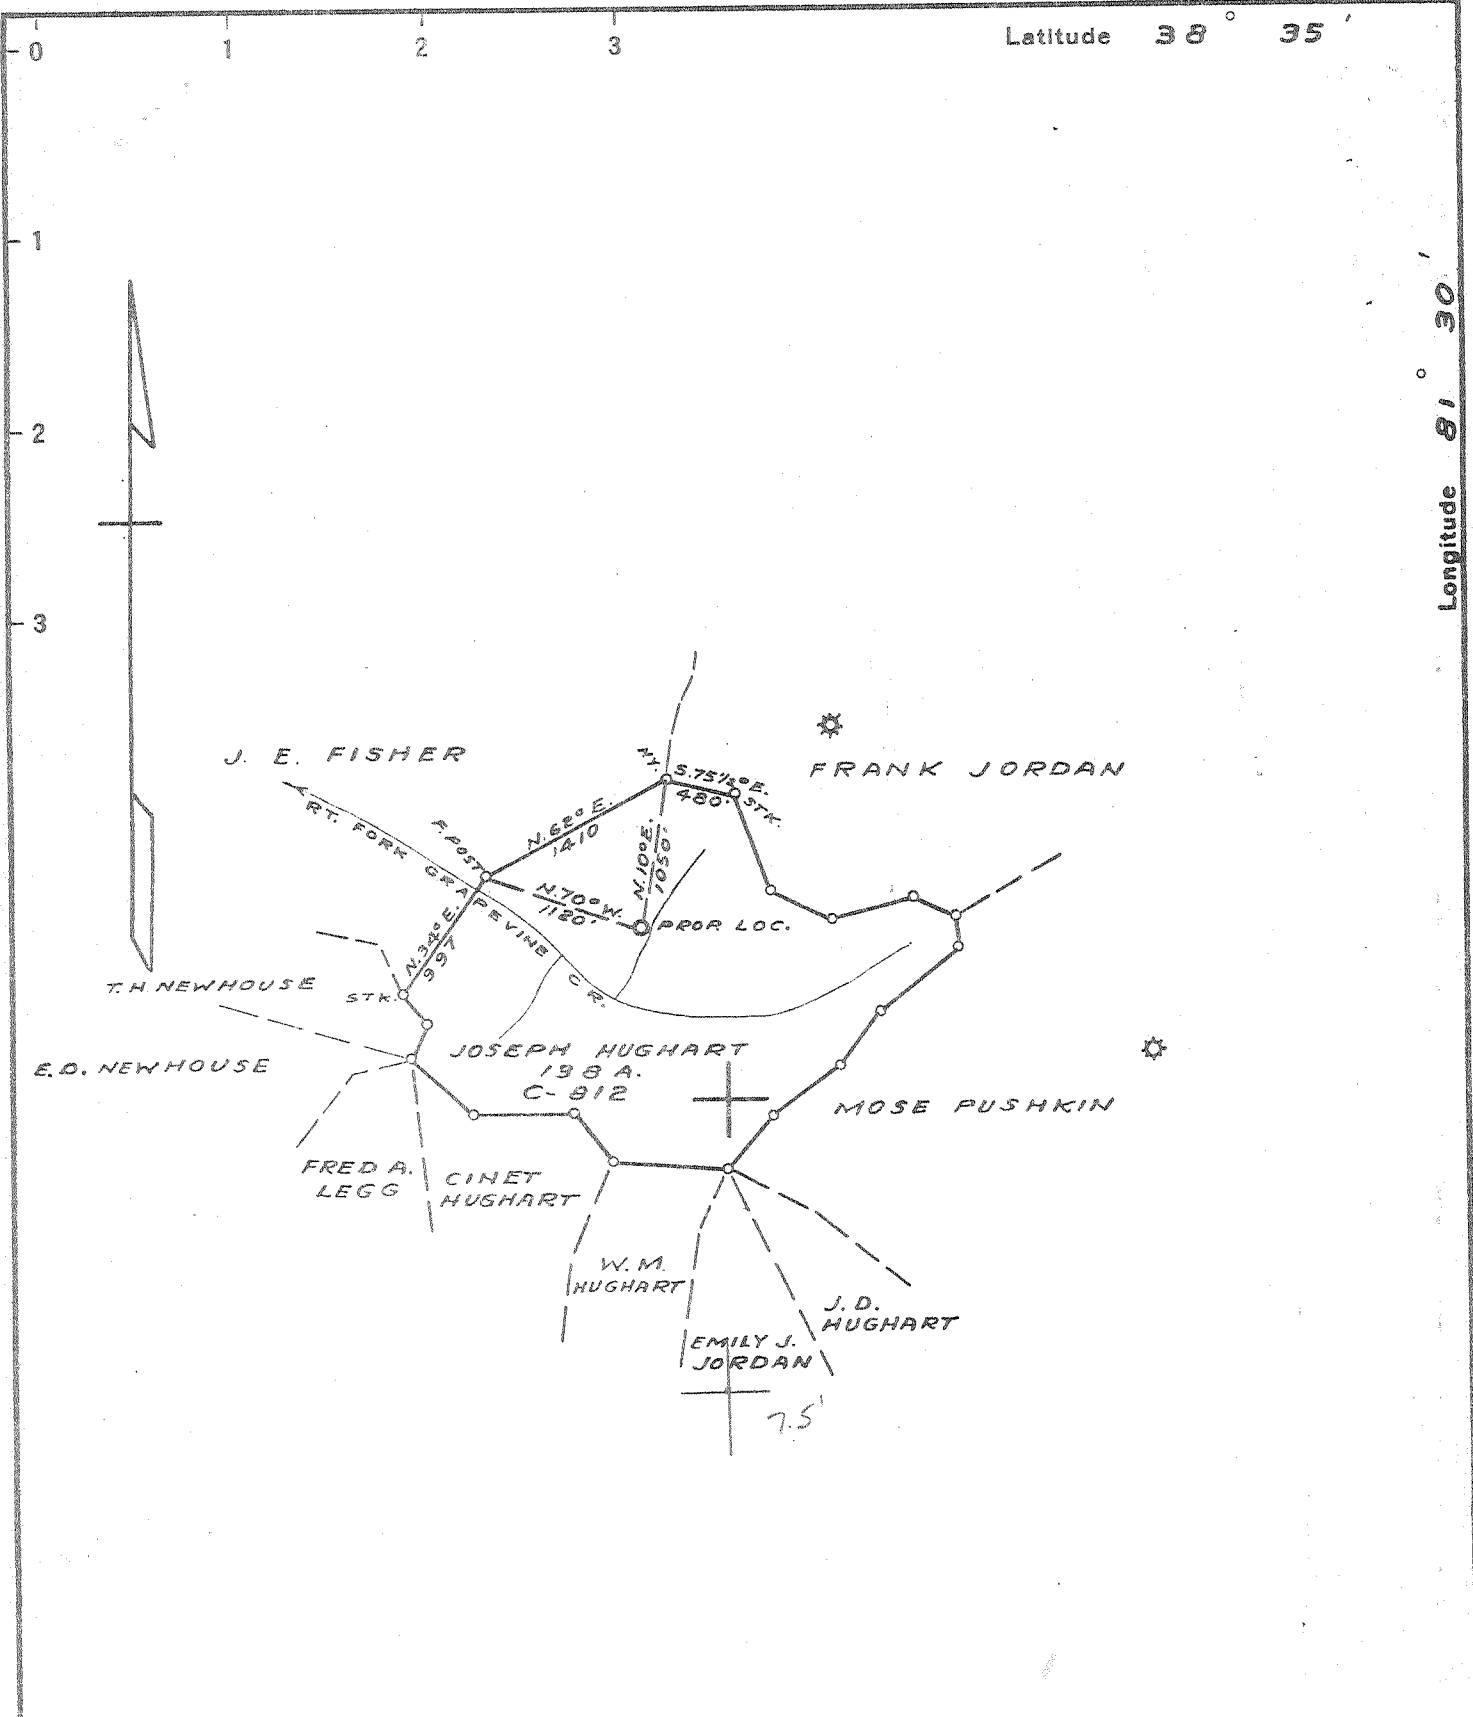 0 1 2 3 Latitude 38° 35'
1
2
3
Longitude 81° 30'
J. E. FISHER
FRANK JORDAN
HY.
S.75½°E.
480'
STK.
RT. FORK GRAPEVINE CR.
F. POST
N.62°E.
1410
N.10°E.
1050'
N.70°W.
1120'
PROP. LOC.
N.34°E.
997
T.H. NEWHOUSE
STK.
E.D. NEWHOUSE
JOSEPH HUGHART
138 A.
C-812
MOSE PUSHKIN
FRED A.
LEGG
CINET
HUGHART
W. M.
HUGHART
J. D.
HUGHART
EMILY J.
JORDAN
7.5'